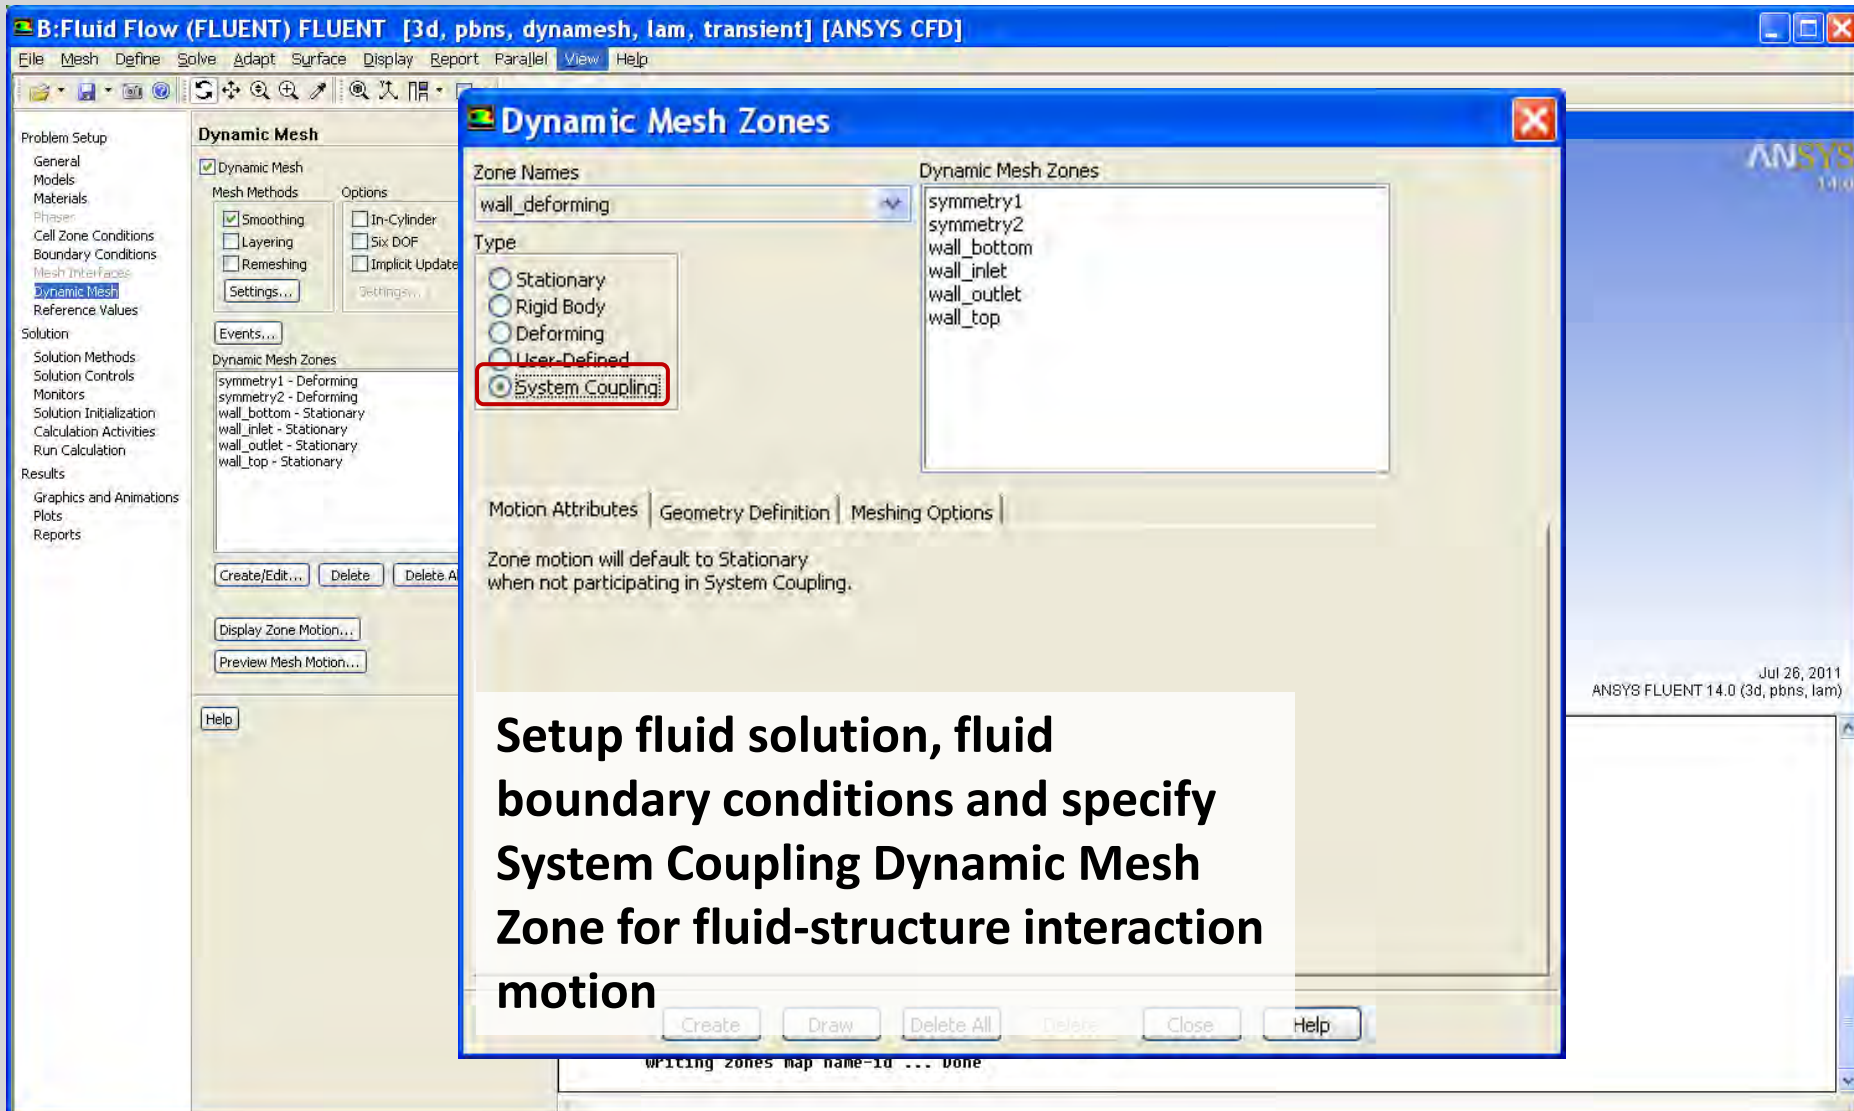 B:Fluid Flow (FLUENT) FLUENT [3d, pbns, dynamesh, lam, transient] [ANSYS CFD]
File Mesh Define Solve Adapt Surface Display Report Parallel View Help
Problem Setup
General
Models
Materials
Phases
Cell Zone Conditions
Boundary Conditions
Mesh Interfaces
Dynamic Mesh
Reference Values
Solution
Solution Methods
Solution Controls
Monitors
Solution Initialization
Calculation Activities
Run Calculation
Results
Graphics and Animations
Plots
Reports
Dynamic Mesh
Dynamic Mesh
Mesh Methods
Options
Smoothing
In-Cylinder
Layering
Six DOF
Remeshing
Implicit Update
Settings...
Settings...
Events...
Dynamic Mesh Zones
symmetry1 - Deforming
symmetry2 - Deforming
wall_bottom - Stationary
wall_inlet - Stationary
wall_outlet - Stationary
wall_top - Stationary
Create/Edit...
Delete
Delete Al
Display Zone Motion...
Preview Mesh Motion...
Help
Dynamic Mesh Zones
Zone Names
wall_deforming
Type
Stationary
Rigid Body
Deforming
User-Defined
System Coupling
Dynamic Mesh Zones
symmetry1
symmetry2
wall_bottom
wall_inlet
wall_outlet
wall_top
Motion Attributes
Geometry Definition
Meshing Options
Zone motion will default to Stationary
when not participating in System Coupling.
Setup fluid solution, fluid
boundary conditions and specify
System Coupling Dynamic Mesh
Zone for fluid-structure interaction
motion
Create
Draw
Delete All
Delete
Close
Help
ANSYS
14.0
Jul 26, 2011
ANSYS FLUENT 14.0 (3d, pbns, lam)
writing zones map name-id ... Done